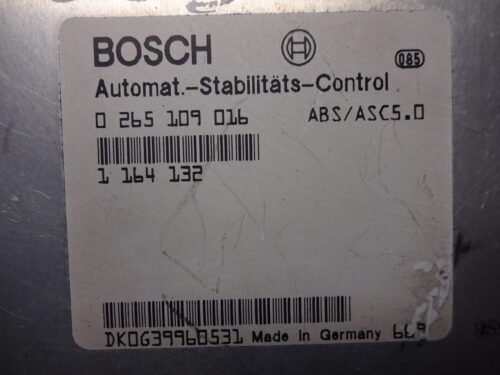 BOSCH 085
Automat.-Stabilitäts-Control
0 265 109 016 ABS/ASC5.0
1 164 132
DK0G39960531 Made in Germany 669